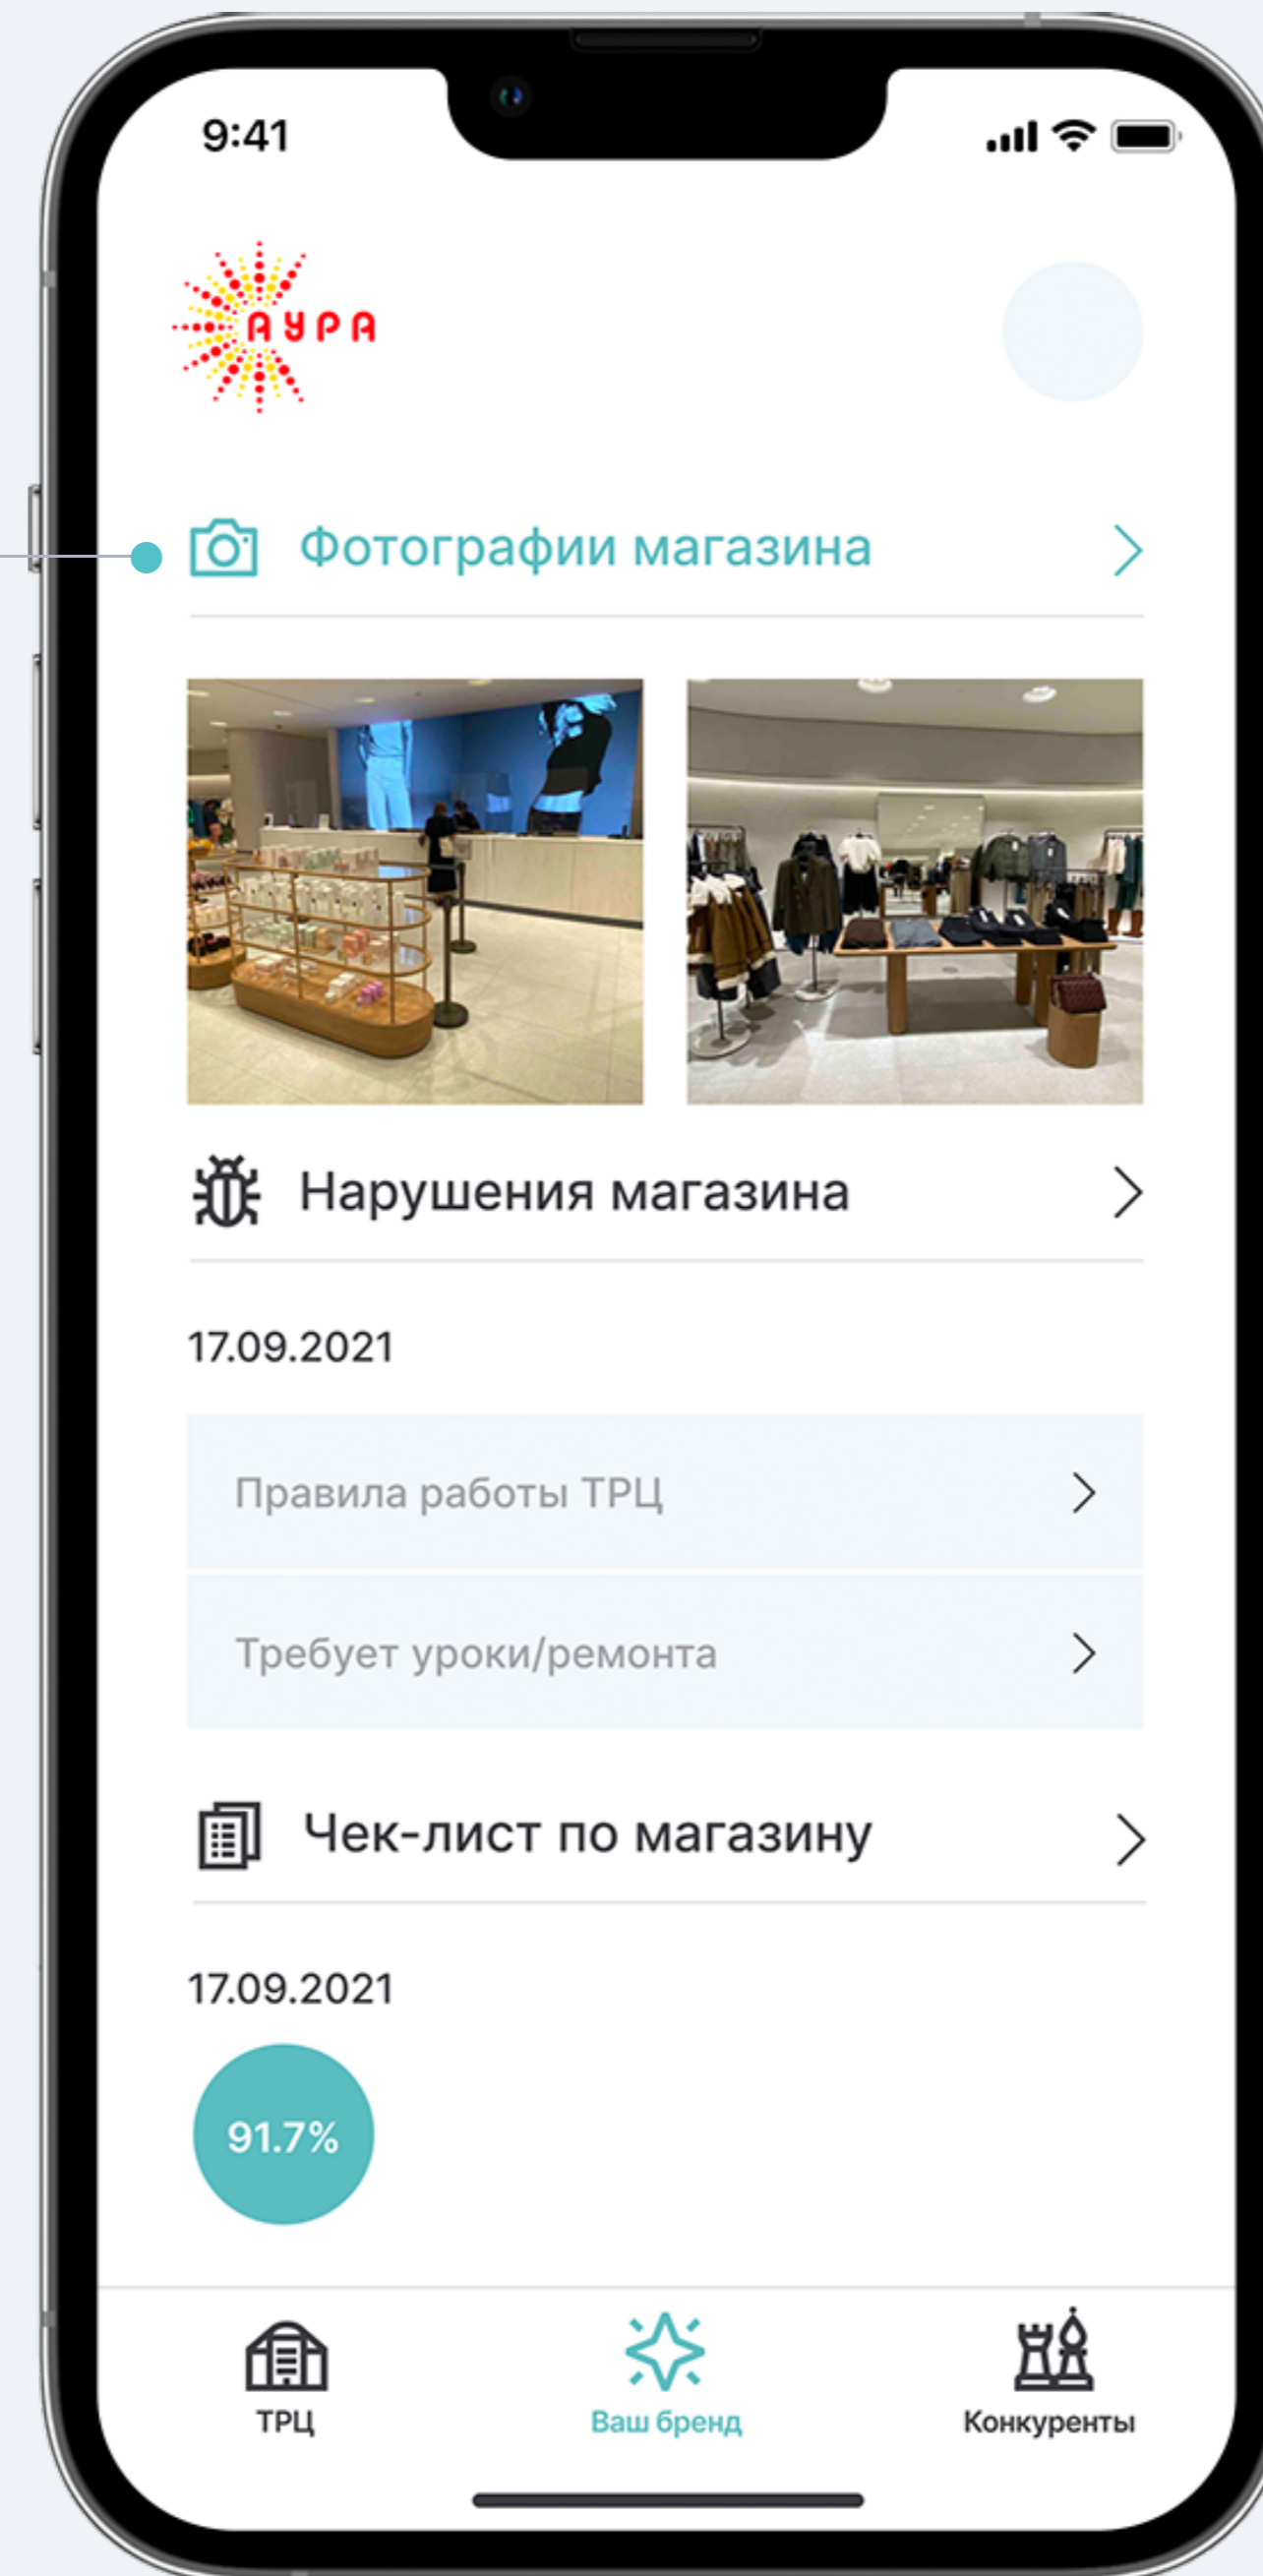 9:41
АУРА
Фотографии магазина
Нарушения магазина
17.09.2021
Правила работы ТРЦ
Требует уроки/ремонта
Чек-лист по магазину
17.09.2021
91.7%
ТРЦ
Ваш бренд
Конкуренты